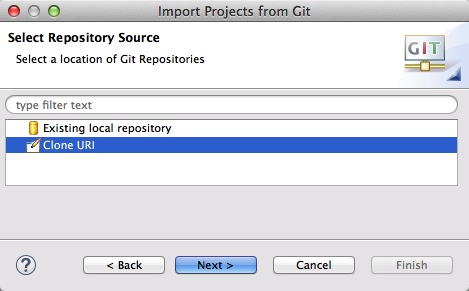 Import Projects from Git
Select Repository Source
Select a location of Git Repositories
GIT
type filter text
Existing local repository
Clone URI
?
< Back
Next >
Cancel
Finish